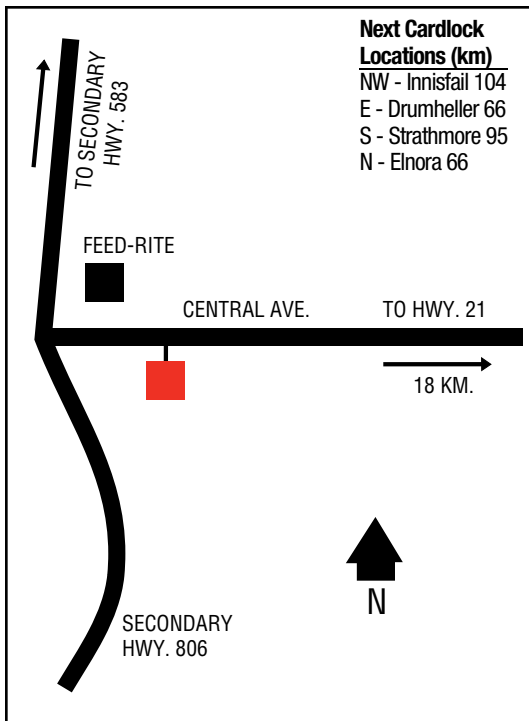 Next Cardlock
Locations (km)
NW - Innisfail 104
E - Drumheller 66
S - Strathmore 95
N - Elnora 66
TO SECONDARY
HWY. 583
FEED-RITE
CENTRAL AVE.
TO HWY. 21
18 KM.
N
SECONDARY
HWY. 806